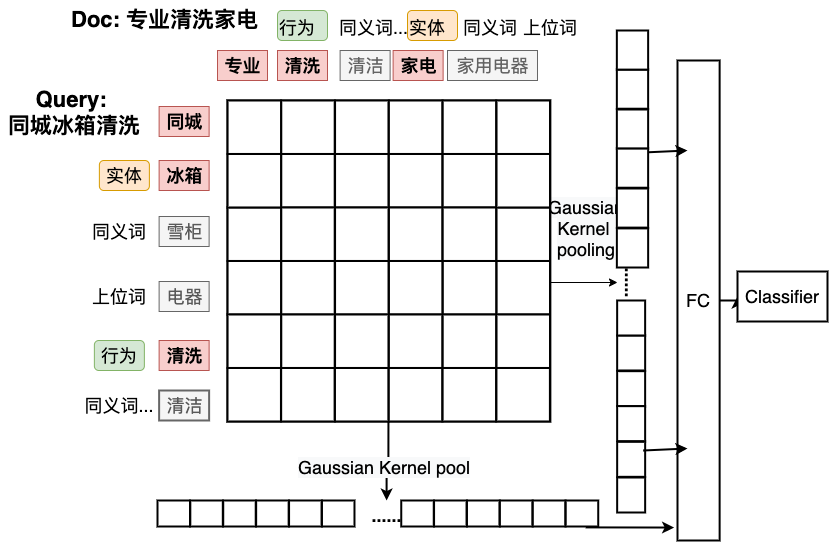 Doc: 专业清洗家电
行为 同义词...实体 同义词 上位词
专业 清洗 清洁 家电 家用电器
Query:
同城冰箱清洗
同城
实体 冰箱
同义词 雪柜
上位词 电器
行为 清洗
同义词... 清洁
Gaussian
Kernel
pooling
FC
Classifier
Gaussian Kernel pool
......